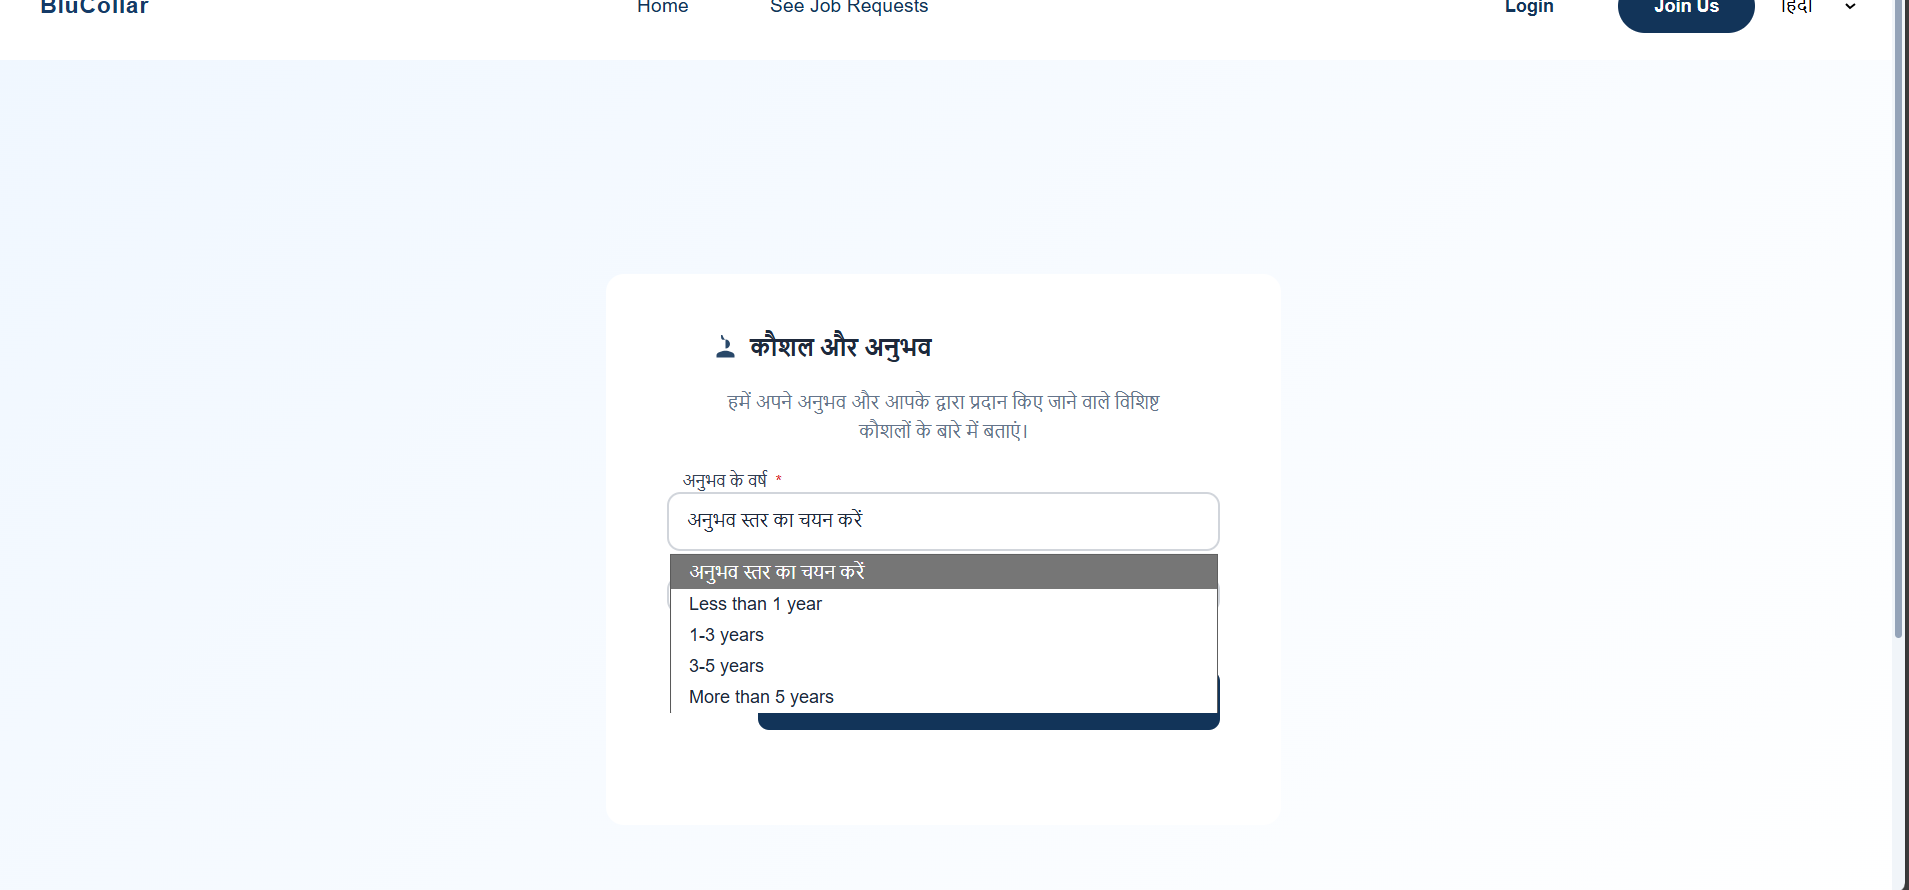 BluCollar
Home
See Job Requests
Login
Join Us
हिंदी
कौशल और अनुभव
हमें अपने अनुभव और आपके द्वारा प्रदान किए जाने वाले विशिष्ट
कौशलों के बारे में बताएं।
अनुभव के वर्ष *
अनुभव स्तर का चयन करें
अनुभव स्तर का चयन करें
Less than 1 year
1-3 years
3-5 years
More than 5 years